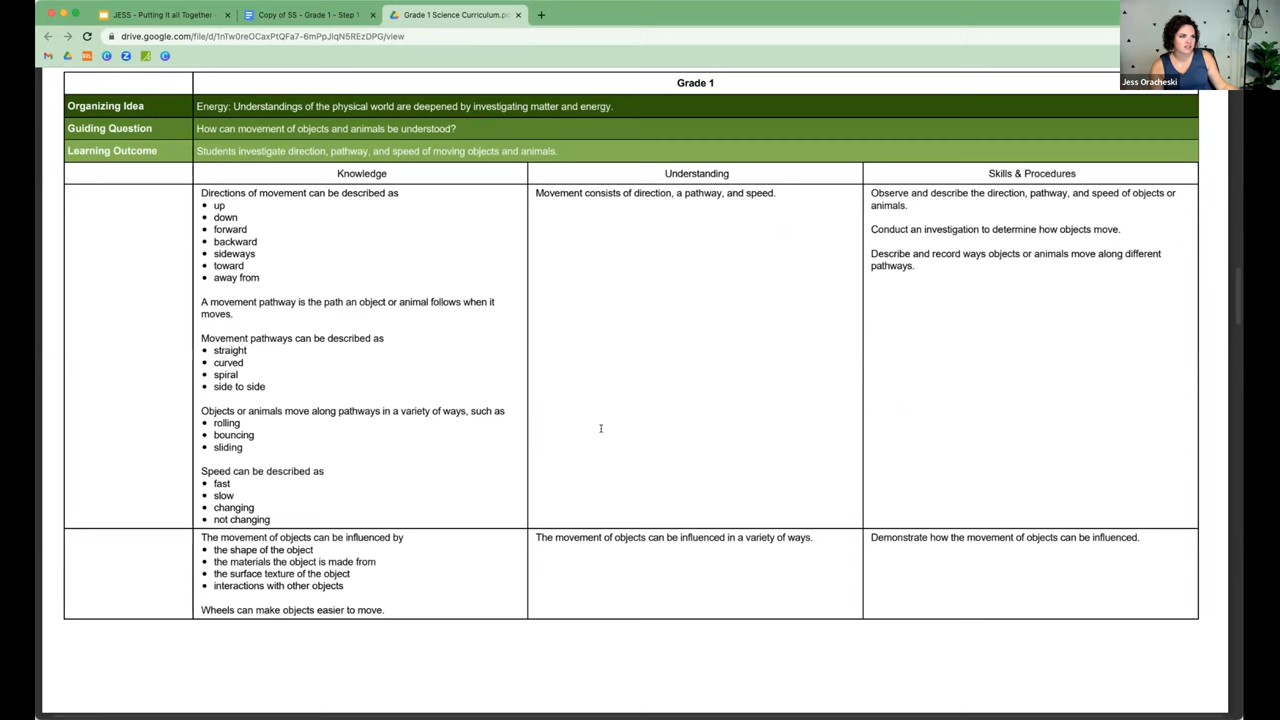 JESS - Putting It all Together
Copy of SS - Grade 1 - Step 1
Grade 1 Science Curriculum.pd
drive.google.com/file/d/1nTw0reOCaxPtQFa7-6mPpJlqN5REzDPG/view
Jess Oracheski
Grade 1
Organizing Idea
Energy: Understandings of the physical world are deepened by investigating matter and energy.
Guiding Question
How can movement of objects and animals be understood?
Learning Outcome
Students investigate direction, pathway, and speed of moving objects and animals.
Knowledge
Understanding
Skills & Procedures
Directions of movement can be described as
• up
• down
• forward
• backward
• sideways
• toward
• away from
A movement pathway is the path an object or animal follows when it
moves.
Movement pathways can be described as
• straight
• curved
• spiral
• side to side
Objects or animals move along pathways in a variety of ways, such as
• rolling
• bouncing
• sliding
Speed can be described as
• fast
• slow
• changing
• not changing
Movement consists of direction, a pathway, and speed.
Observe and describe the direction, pathway, and speed of objects or
animals.
Conduct an investigation to determine how objects move.
Describe and record ways objects or animals move along different
pathways.
The movement of objects can be influenced by
• the shape of the object
• the materials the object is made from
• the surface texture of the object
• interactions with other objects
Wheels can make objects easier to move.
The movement of objects can be influenced in a variety of ways.
Demonstrate how the movement of objects can be influenced.